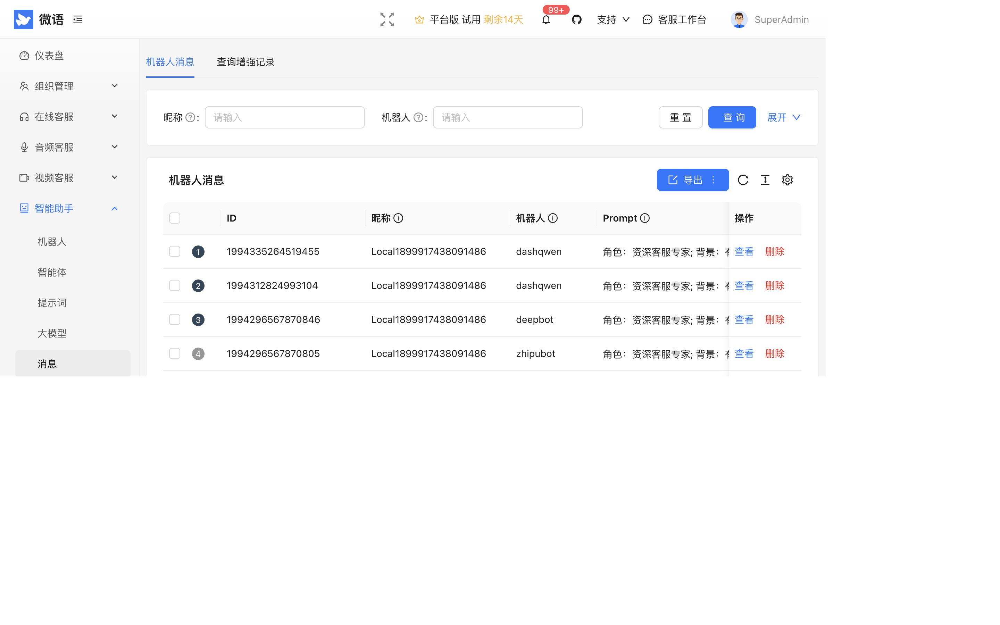 微语
平台版 试用 剩余14天
99+
支持
客服工作台
SuperAdmin
仪表盘
组织管理
在线客服
音频客服
视频客服
智能助手
机器人
智能体
提示词
大模型
消息
机器人消息
查询增强记录
昵称 : 请输入
机器人 : 请输入
重 置
查 询
展开
机器人消息
导出
ID 昵称 机器人 Prompt 操作
1 1994335264519455 Local1899917438091486 dashqwen 角色：资深客服专家; 背景： 查看 删除
2 1994312824993104 Local1899917438091486 dashqwen 角色：资深客服专家; 背景： 查看 删除
3 1994296567870846 Local1899917438091486 deepbot 角色：资深客服专家; 背景： 查看 删除
4 1994296567870805 Local1899917438091486 zhipubot 角色：资深客服专家; 背景： 查看 删除